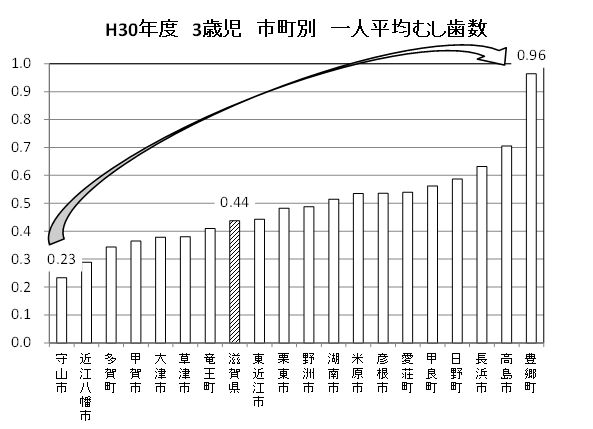 H30年度 3歳児 市町別 一人平均むし歯数
0.96
1.0
0.9
0.8
0.7
0.6
0.5
0.44
0.4
0.3
0.23
0.2
0.1
0.0
守山市
近江八幡市
多賀町
甲賀市
大津市
草津市
竜王町
滋賀県
東近江市
栗東市
野洲市
湖南市
米原市
彦根市
愛荘町
甲良町
日野町
長浜市
高島市
豊郷町